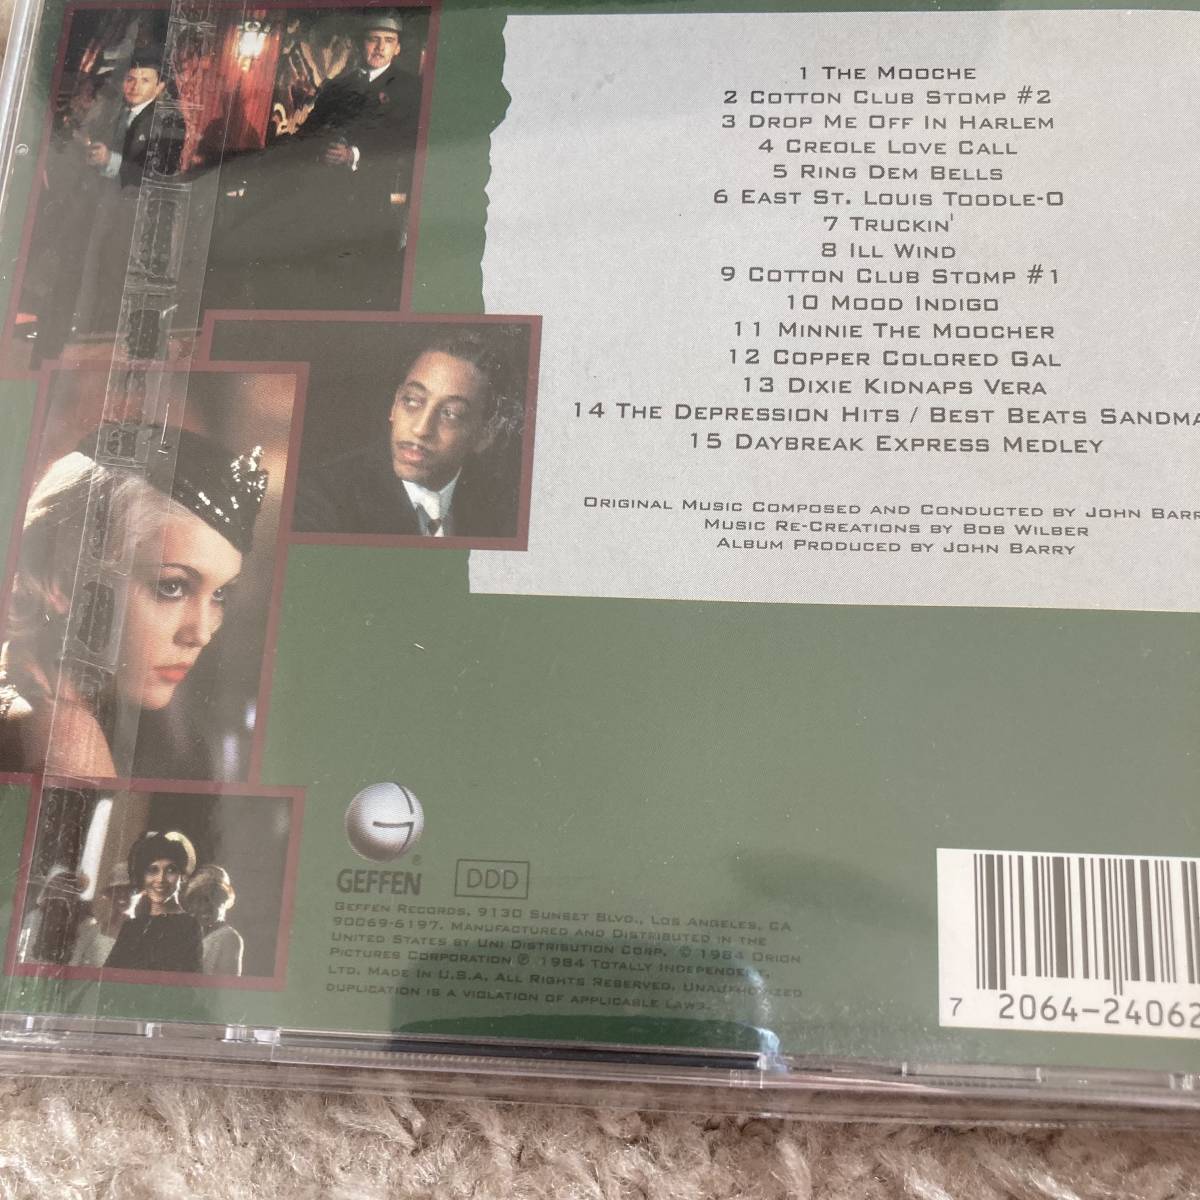 1 THE MOOCHE
2 COTTON CLUB STOMP #2
3 DROP ME OFF IN HARLEM
4 CREOLE LOVE CALL
5 RING DEM BELLS
6 EAST ST. LOUIS TOODLE-O
7 TRUCKIN'
8 ILL WIND
9 COTTON CLUB STOMP #1
10 MOOD INDIGO
11 MINNIE THE MOOCHER
12 COPPER COLORED GAL
13 DIXIE KIDNAPS VERA
14 THE DEPRESSION HITS / BEST BEATS SANDMA
15 DAYBREAK EXPRESS MEDLEY
ORIGINAL MUSIC COMPOSED AND CONDUCTED BY JOHN BARR
MUSIC RE-CREATIONS BY BOB WILBER
ALBUM PRODUCED BY JOHN BARRY
GEFFEN ® DDD
GEFFEN RECORDS, 9130 SUNSET BLVD., LOS ANGELES, CA
90069-6197. MANUFACTURED AND DISTRIBUTED IN THE
UNITED STATES BY UNI DISTRIBUTION CORP. © 1984 ORION
PICTURES CORPORATION ℗ 1984 TOTALLY INDEPENDENT,
LTD. MADE IN U.S.A. ALL RIGHTS RESERVED. UNAUTHORIZED
DUPLICATION IS A VIOLATION OF APPLICABLE LAWS.
7 2064-24062